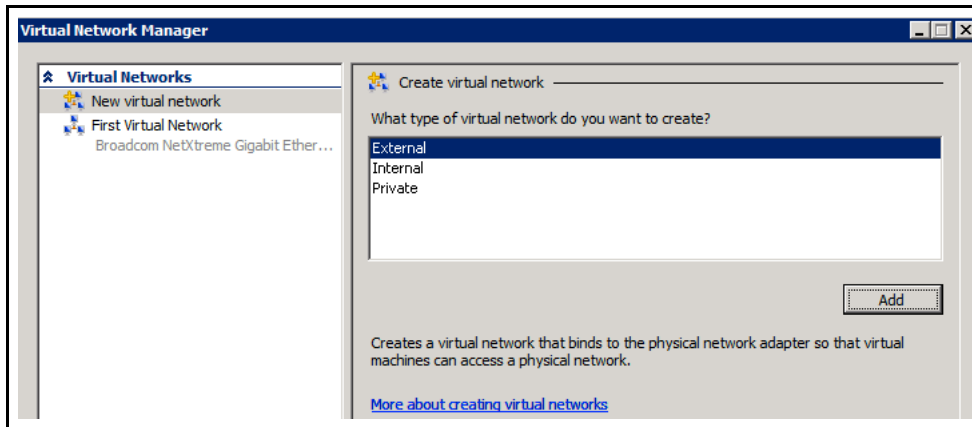 Virtual Network Manager
Virtual Networks
New virtual network
First Virtual Network
Broadcom NetXtreme Gigabit Ether...
Create virtual network
What type of virtual network do you want to create?
External
Internal
Private
Add
Creates a virtual network that binds to the physical network adapter so that virtual
machines can access a physical network.
More about creating virtual networks